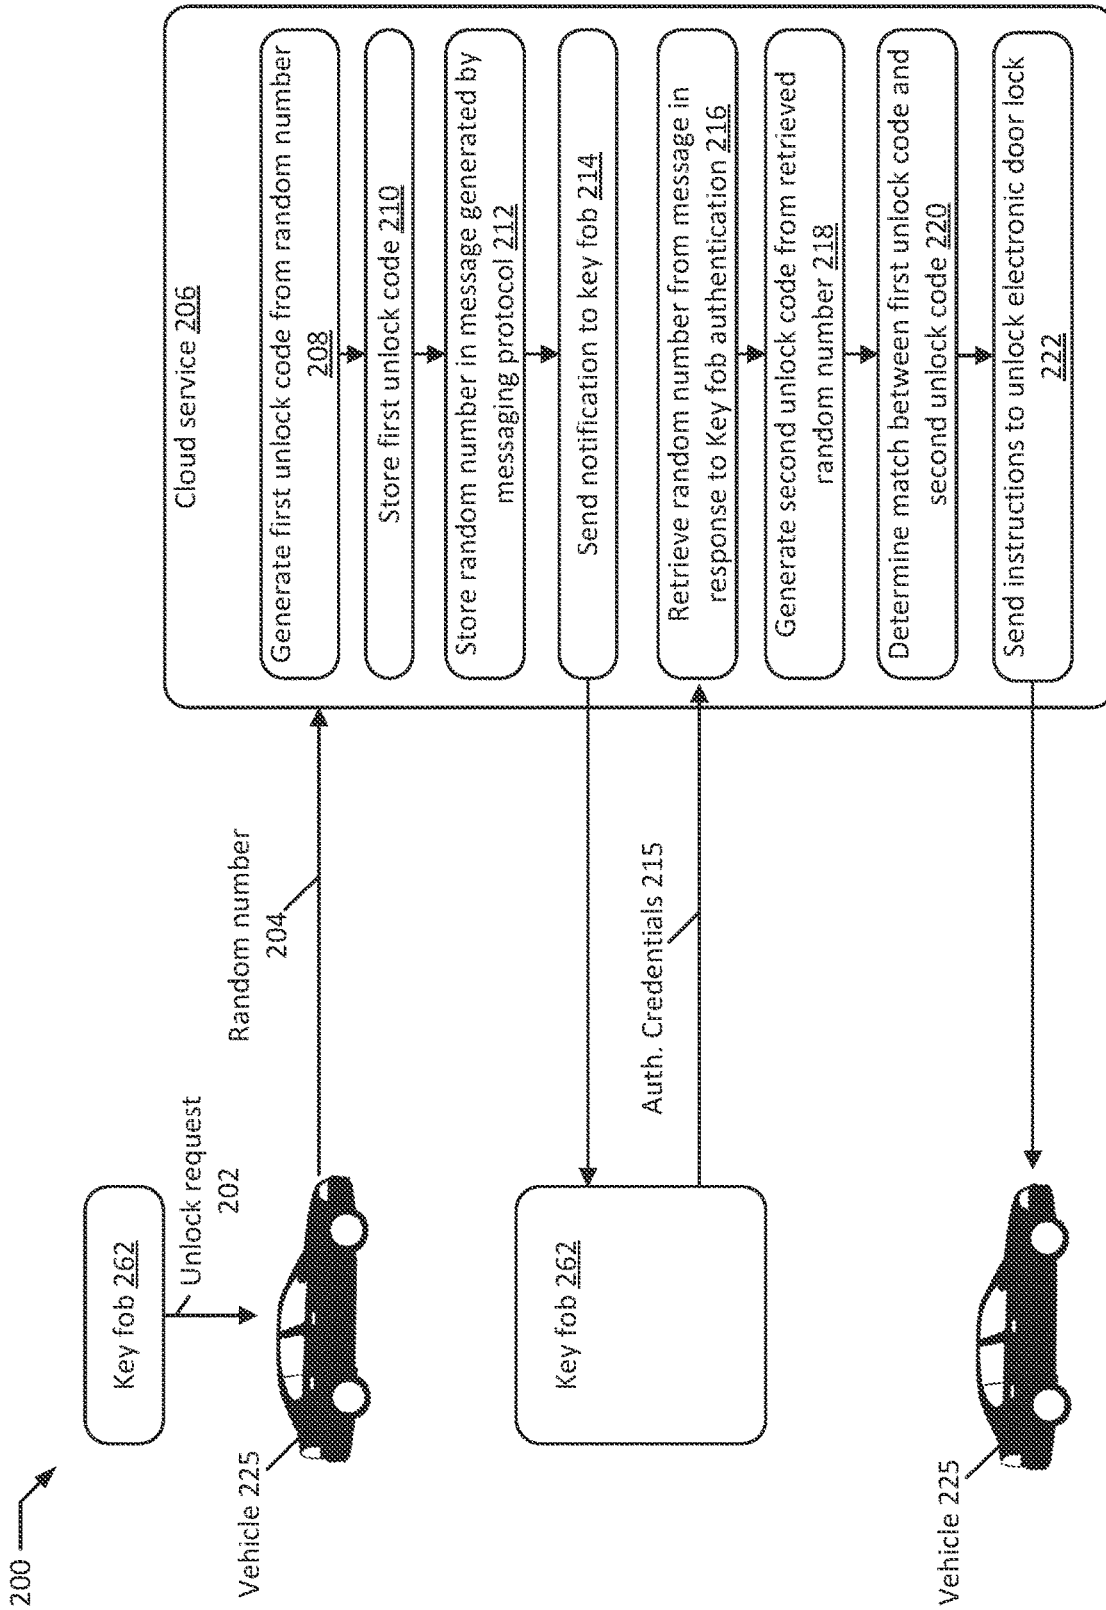 200
Key fob 262
Unlock request
202
Vehicle 225
Random number
204
Cloud service 206
Generate first unlock code from random number
208
Store first unlock code 210
Store random number in message generated by
messaging protocol 212
Send notification to key fob 214
Key fob 262
Auth. Credentials 215
Retrieve random number from message in
response to Key fob authentication 216
Generate second unlock code from retrieved
random number 218
Determine match between first unlock code and
second unlock code 220
Send instructions to unlock electronic door lock
222
Vehicle 225